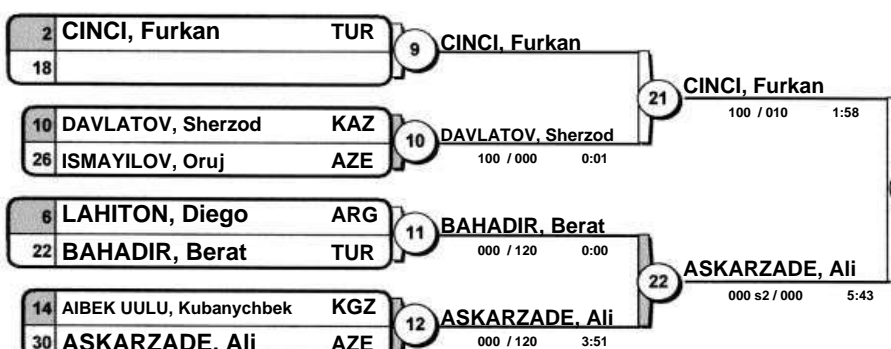 2 CINCI, Furkan TUR
18
9 CINCI, Furkan
10 DAVLATOV, Sherzod KAZ
26 ISMAYILOV, Oruj AZE
10 DAVLATOV, Sherzod
100 / 000 0:01
21 CINCI, Furkan
100 / 010 1:58
6 LAHITON, Diego ARG
22 BAHADIR, Berat TUR
11 BAHADIR, Berat
000 / 120 0:00
14 AIBEK UULU, Kubanychbek KGZ
30 ASKARZADE, Ali AZE
12 ASKARZADE, Ali
000 / 120 3:51
22 ASKARZADE, Ali
000 s2 / 000 5:43